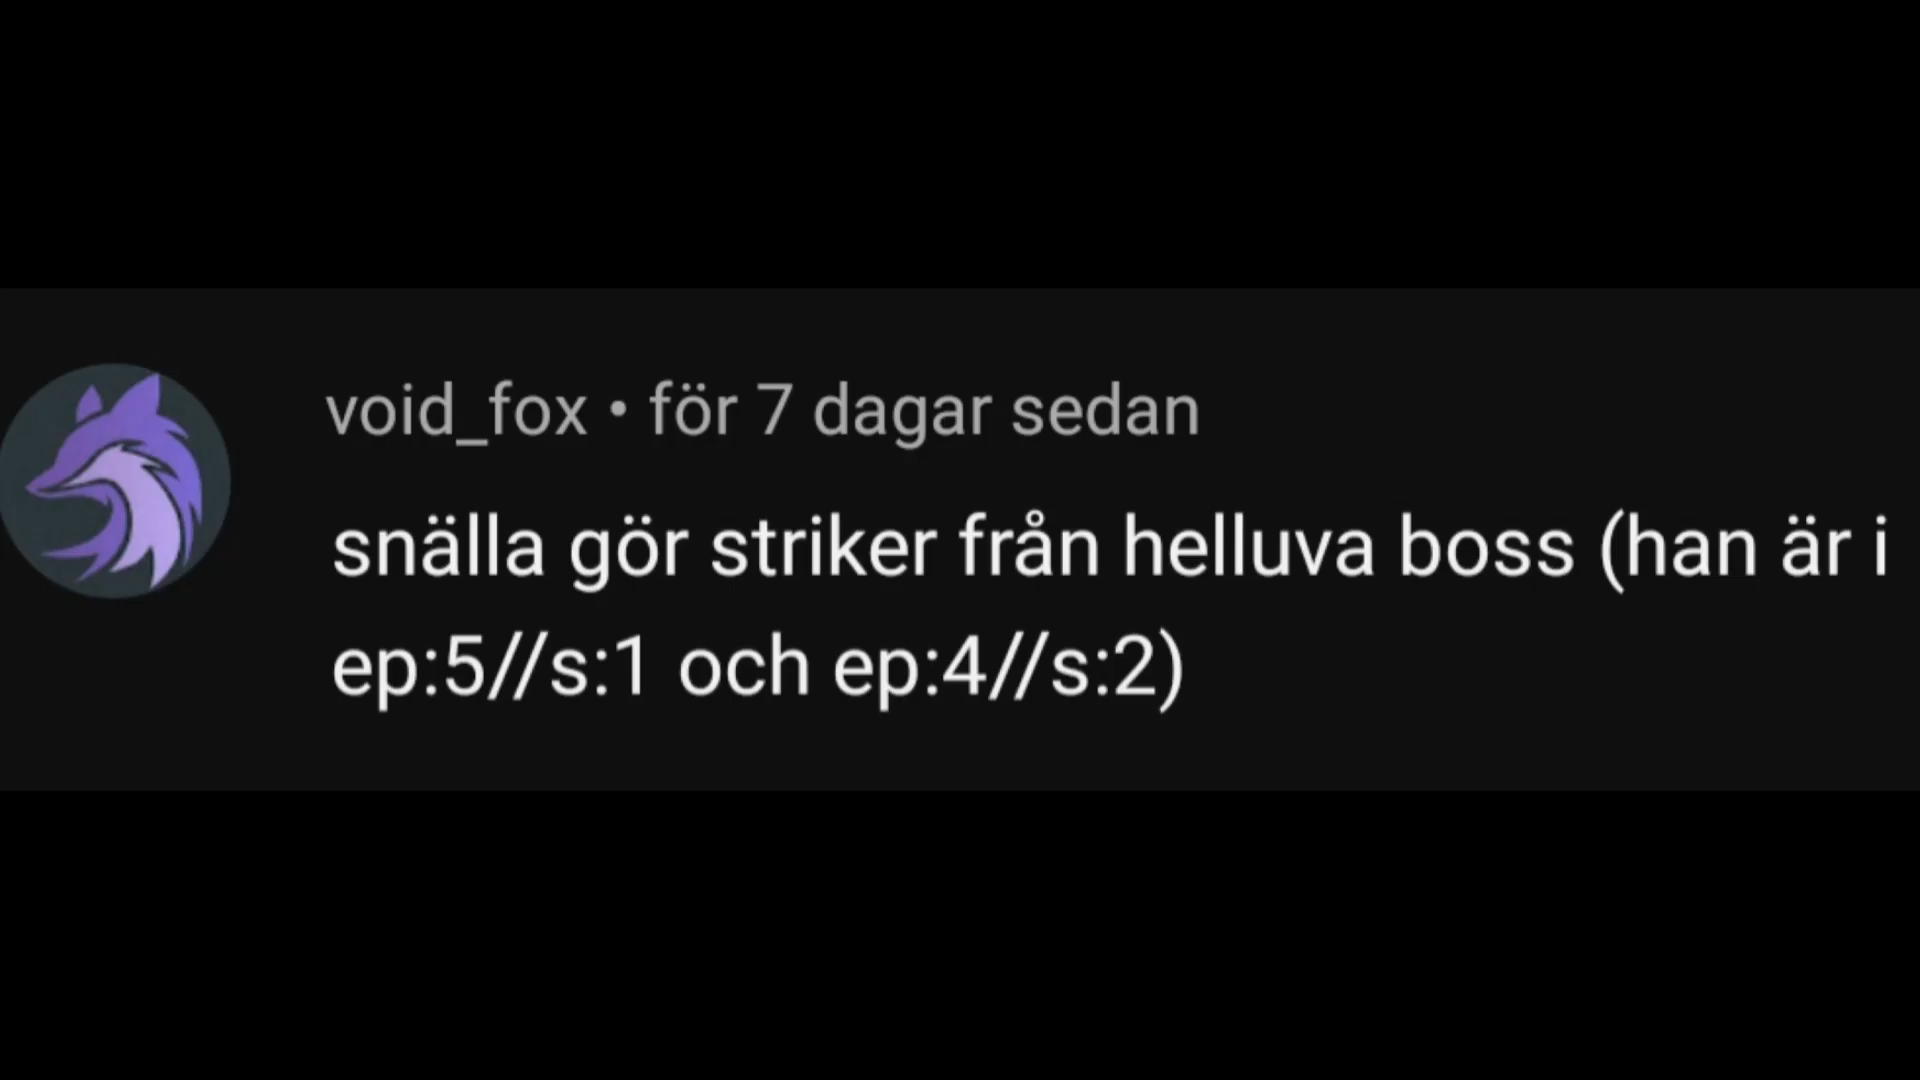 void_fox • för 7 dagar sedan
snälla gör striker från helluva boss (han är i
ep:5//s:1 och ep:4//s:2)